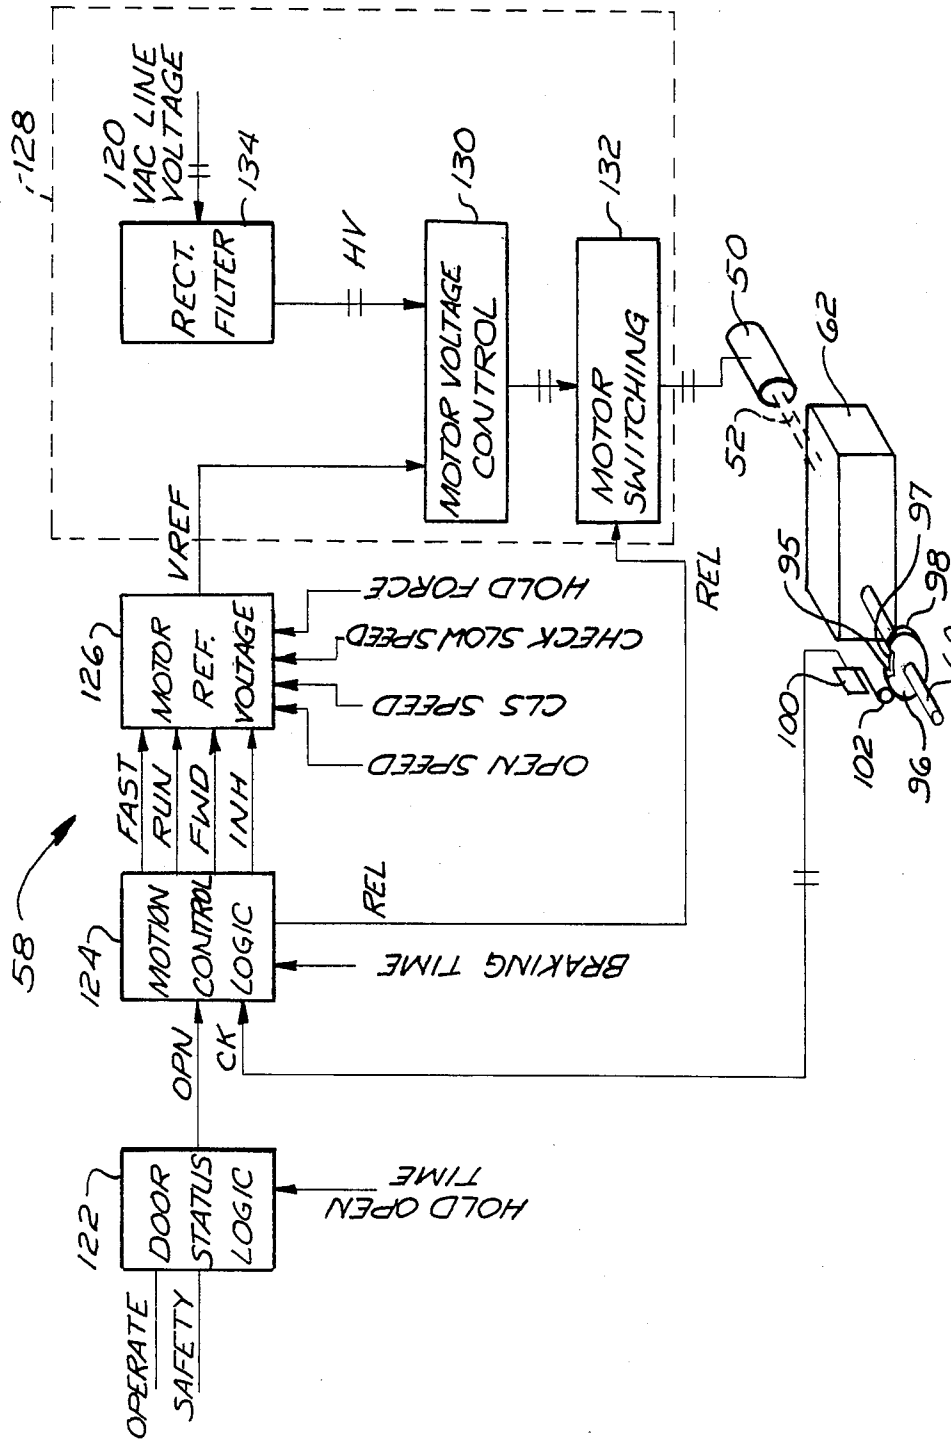 58
OPERATE
SAFETY
122
DOOR
STATUS
LOGIC
HOLD OPEN
TIME
OPN
CK
124
MOTION
CONTROL
LOGIC
BRAKING TIME
REL
FAST
RUN
FWD
INH
126
MOTOR
REF.
VOLTAGE
OPEN SPEED
CLS SPEED
CHECK SLOW SPEED
HOLD FORCE
VREF
REL
128
120
VAC LINE
VOLTAGE
RECT.
FILTER
134
HV
MOTOR VOLTAGE
CONTROL
130
MOTOR
SWITCHING
132
50
52
62
95
97
98
100
102
96